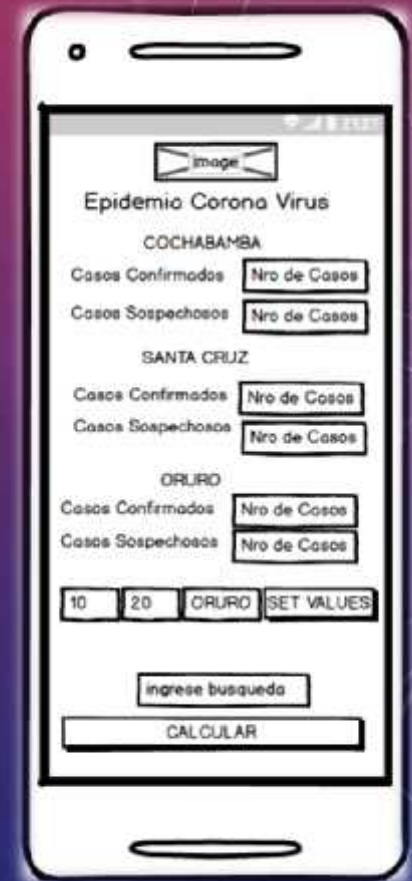 image
Epidemia Corona Virus
COCHABAMBA
Casos Confirmados Nro de Casos
Casos Sospechosos Nro de Casos
SANTA CRUZ
Casos Confirmados Nro de Casos
Casos Sospechosos Nro de Casos
ORURO
Casos Confirmados Nro de Casos
Casos Sospechosos Nro de Casos
10 20 ORURO SET VALUES
ingrese busqueda
CALCULAR